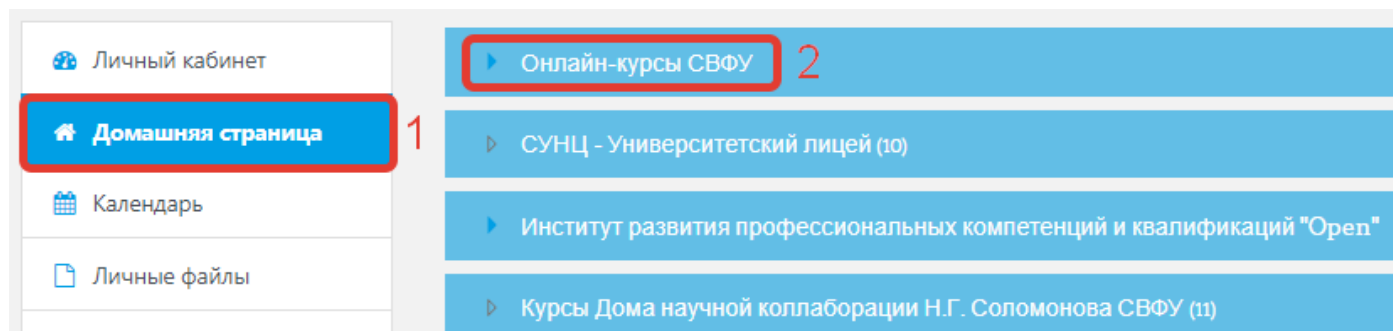 Личный кабинет
Домашняя страница 1
Календарь
Личные файлы
Онлайн-курсы СВФУ 2
СУНЦ - Университетский лицей (10)
Институт развития профессиональных компетенций и квалификаций "Open"
Курсы Дома научной коллаборации Н.Г. Соломонова СВФУ (11)